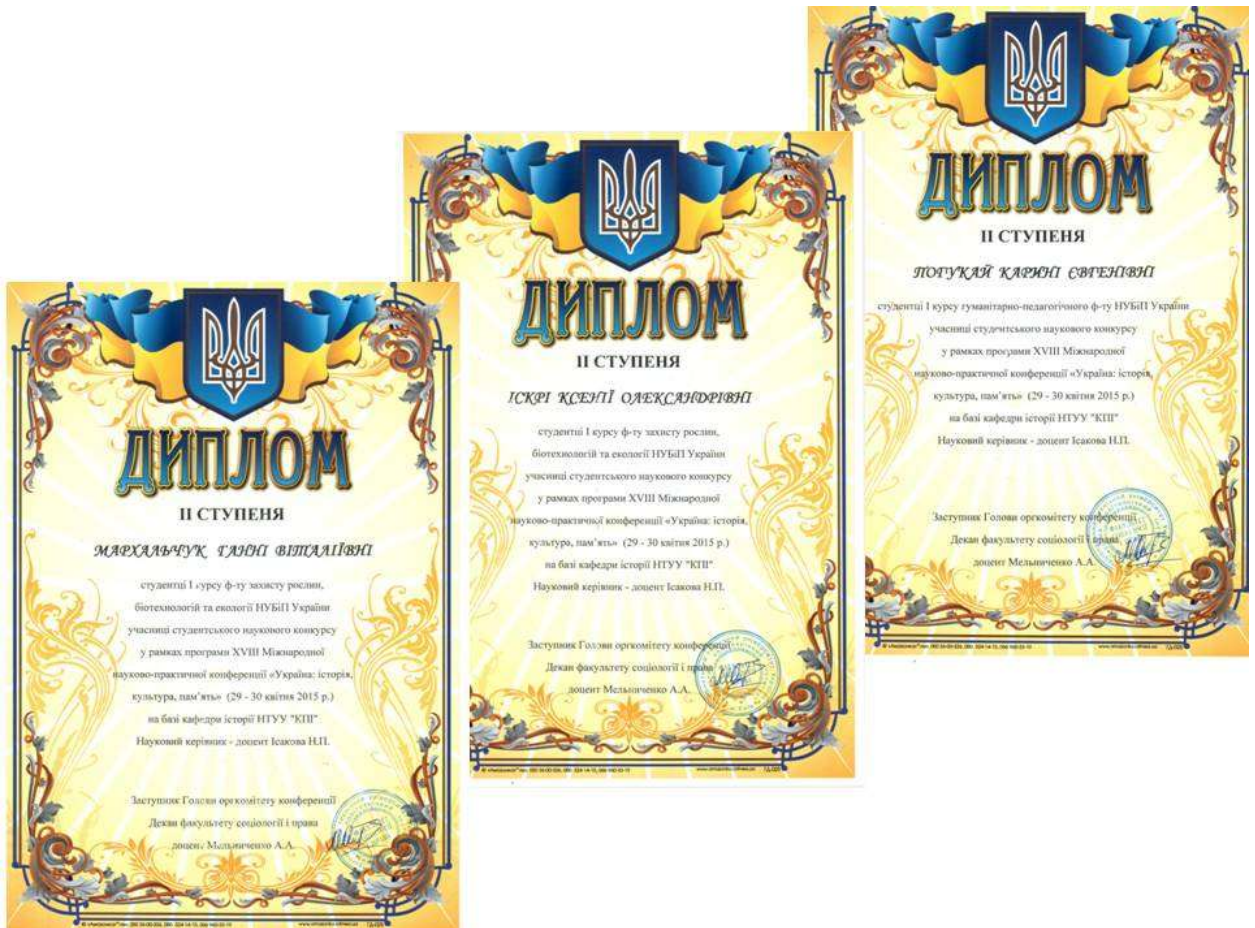 ДИПЛОМ
ІІ СТУПЕНЯ
МАРХАЛЬЧУК ГАННІ ВІТАЛІЇВНІ
студентці І курсу ф-ту захисту рослин,
біотехнологій та екології НУБіП України
учасниці студентського наукового конкурсу
у рамках програми XVIII Міжнародної
науково-практичної конференції «Україна: історія,
культура, пам’ять» (29 - 30 квітня 2015 р.)
на базі кафедри історії НТУУ "КПІ"
Науковий керівник - доцент Ісакова Н.П.
Заступник Голови оргкомітету конференції
Декан факультету соціології і права
доцент Мельниченко А.А.
ДИПЛОМ
ІІ СТУПЕНЯ
ІСКРІ КСЕНІЇ ОЛЕКСАНДРІВНІ
студентці І курсу ф-ту захисту рослин,
біотехнологій та екології НУБіП України
учасниці студентського наукового конкурсу
у рамках програми XVIII Міжнародної
науково-практичної конференції «Україна: історія,
культура, пам’ять» (29 - 30 квітня 2015 р.)
на базі кафедри історії НТУУ "КПІ"
Науковий керівник - доцент Ісакова Н.П.
Заступник Голови оргкомітету конференції
Декан факультету соціології і права
доцент Мельниченко А.А.
ДИПЛОМ
ІІ СТУПЕНЯ
ПОГУКАЙ КАРИНІ ЄВГЕНІВНІ
студентці І курсу гуманітарно-педагогічного ф-ту НУБіП України
учасниці студентського наукового конкурсу
у рамках програми XVIII Міжнародної
науково-практичної конференції «Україна: історія,
культура, пам’ять» (29 - 30 квітня 2015 р.)
на базі кафедри історії НТУУ "КПІ"
Науковий керівник - доцент Ісакова Н.П.
Заступник Голови оргкомітету конференції
Декан факультету соціології і права
доцент Мельниченко А.А.